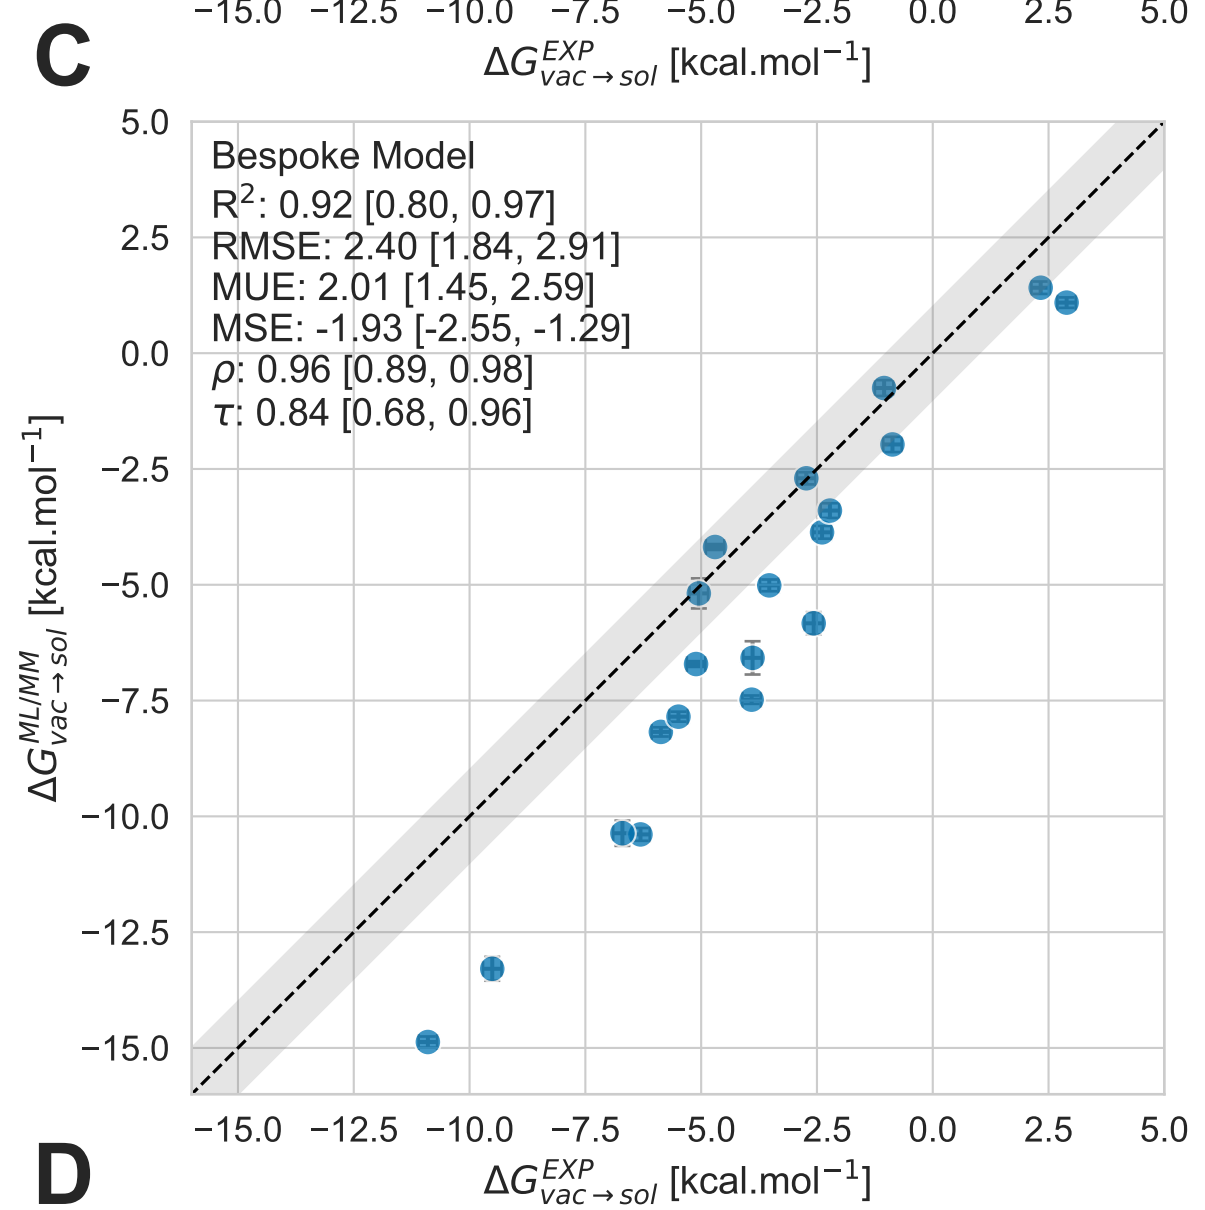 −15.0 −12.5 −10.0 −7.5 −5.0 −2.5 0.0 2.5 5.0
C
ΔG^{EXP}_{vac→sol} [kcal.mol⁻¹]
5.0
Bespoke Model
R²: 0.92 [0.80, 0.97]
2.5
RMSE: 2.40 [1.84, 2.91]
MUE: 2.01 [1.45, 2.59]
MSE: -1.93 [-2.55, -1.29]
0.0
ρ: 0.96 [0.89, 0.98]
τ: 0.84 [0.68, 0.96]
−2.5
−5.0
−7.5
−10.0
−12.5
−15.0
ΔG^{ML/MM}_{vac→sol} [kcal.mol⁻¹]
−15.0 −12.5 −10.0 −7.5 −5.0 −2.5 0.0 2.5 5.0
D
ΔG^{EXP}_{vac→sol} [kcal.mol⁻¹]